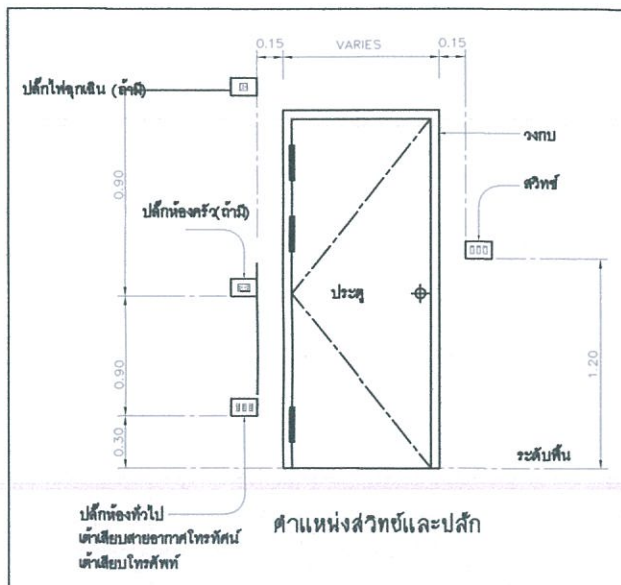 0.15 VARIES 0.15
ปลั๊กไฟฉุกเฉิน (ถ้ามี)
วงกบ
สวิทช์
0.90
ปลั๊กห้องครัว(ถ้ามี)
ประตู
0.90
1.20
0.30
ระดับพื้น
ปลั๊กห้องทั่วไป
เต้าเสียบสายอากาศโทรทัศน์
เต้าเสียบโทรศัพท์
ตำแหน่งสวิทช์และปลั๊ก